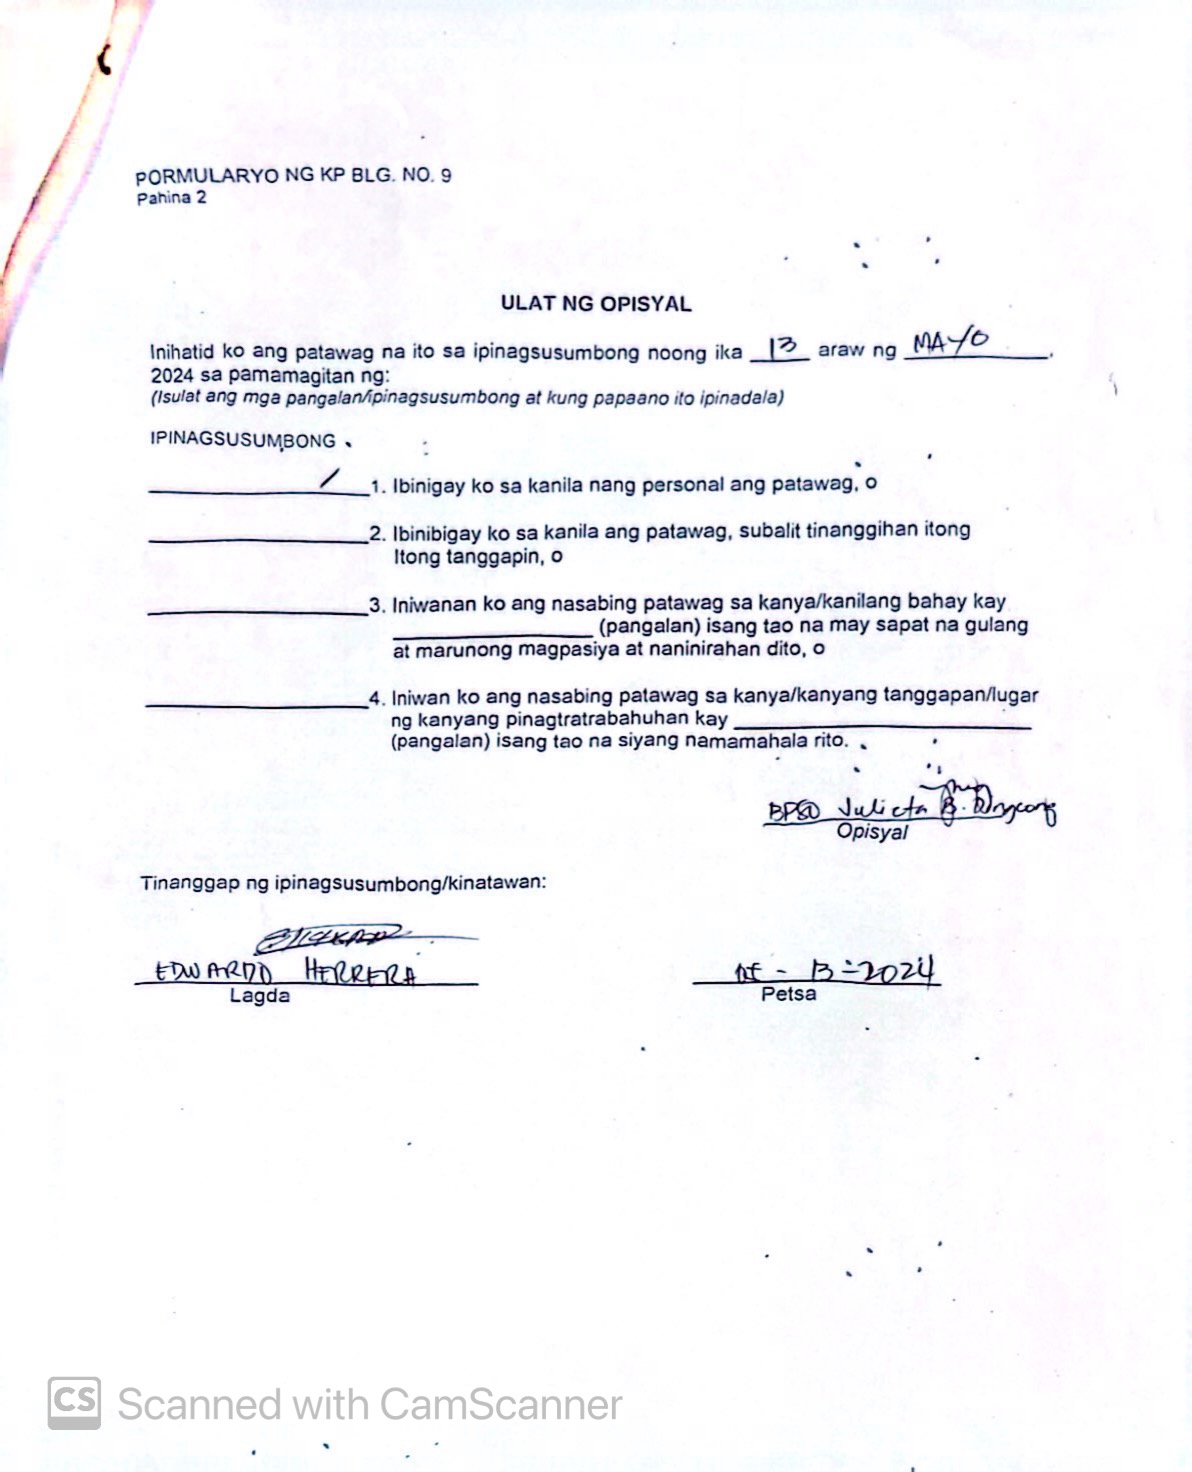 PORMULARYO NG KP BLG. NO. 9
Pahina 2
ULAT NG OPISYAL
Inihatid ko ang patawag na ito sa ipinagsusumbong noong ika 13 araw ng MAYO,
2024 sa pamamagitan ng:
(Isulat ang mga pangalan/ipinagsusumbong at kung papaano ito ipinadala)
IPINAGSUSUMBONG
/ 1. Ibinigay ko sa kanila nang personal ang patawag, o
2. Ibinibigay ko sa kanila ang patawag, subalit tinanggihan itong
Itong tanggapin, o
3. Iniwanan ko ang nasabing patawag sa kanya/kanilang bahay kay
(pangalan) isang tao na may sapat na gulang
at marunong magpasiya at naninirahan dito, o
4. Iniwan ko ang nasabing patawag sa kanya/kanyang tanggapan/lugar
ng kanyang pinagtratrabahuhan kay
(pangalan) isang tao na siyang namamahala rito.
BPSO Julieta B.
Opisyal
Tinanggap ng ipinagsusumbong/kinatawan:
EDWARDO HERRERA
Lagda
13-2024
Petsa
CS Scanned with CamScanner